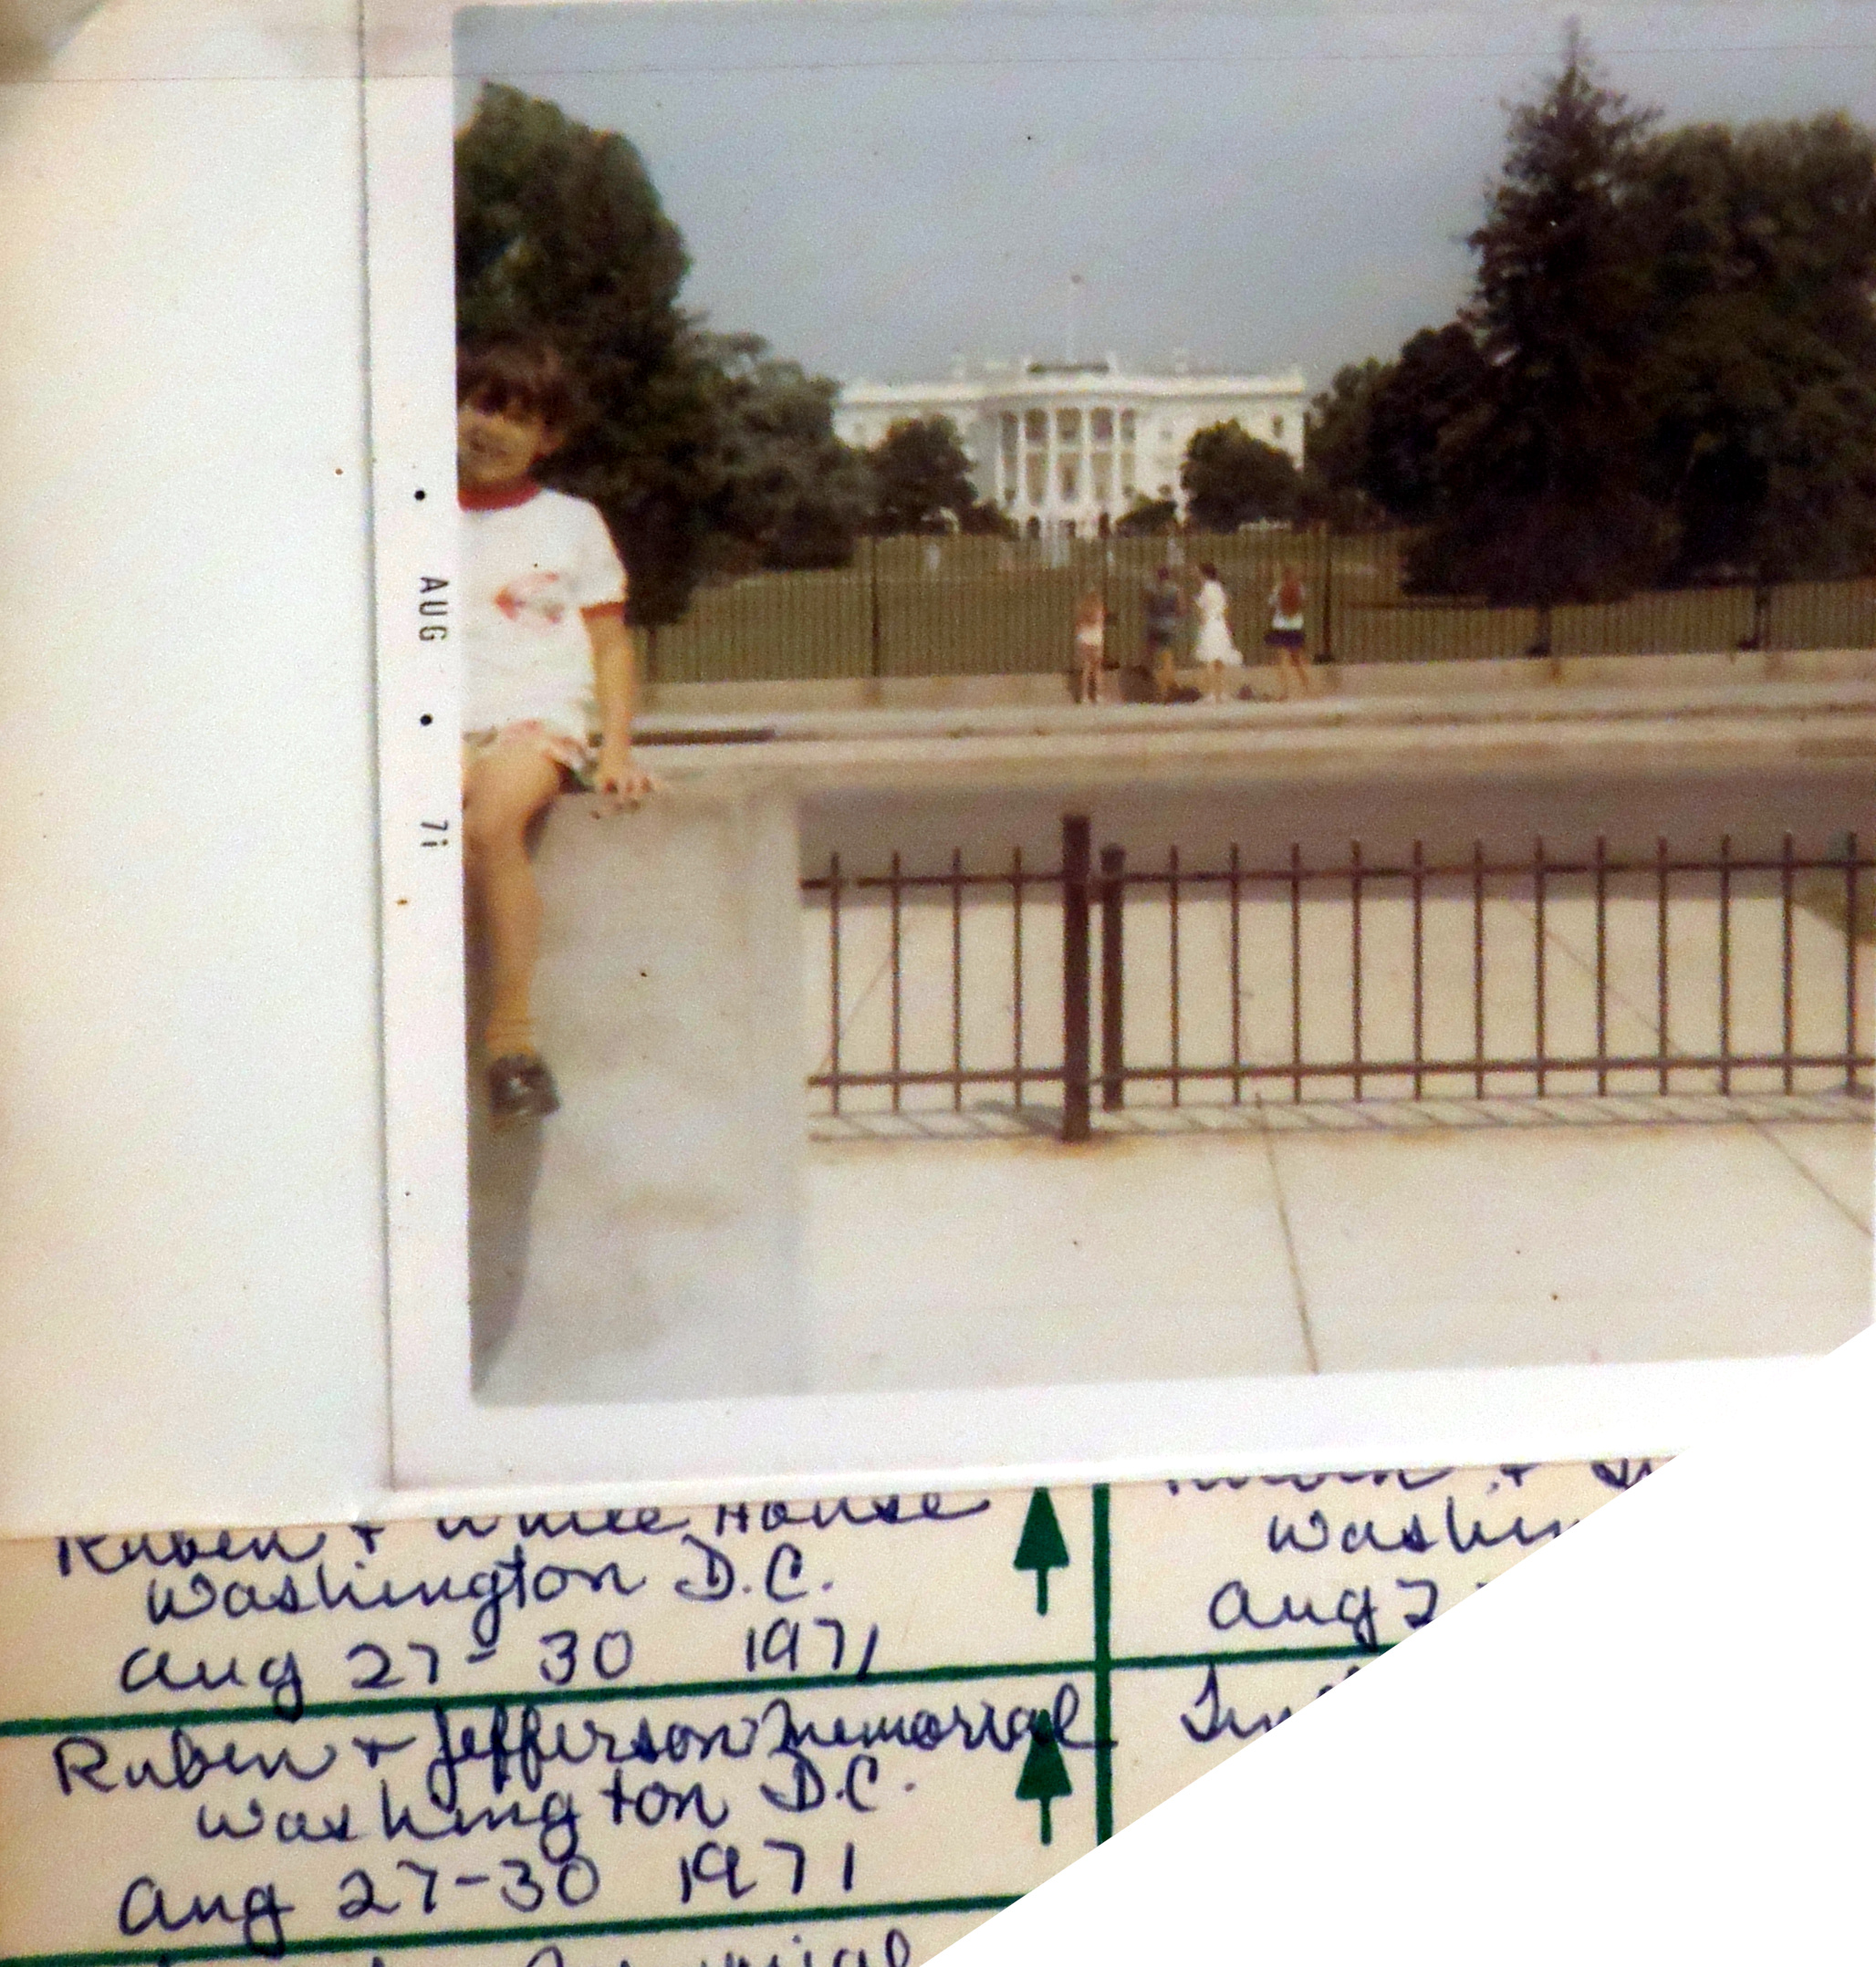 • AUG • 71
Ruben + White House
Washington D.C.
Aug 27-30 1971
Ruben + Jefferson Memorial
Washington D.C.
Aug 27-30 1971
Washin
Aug 2